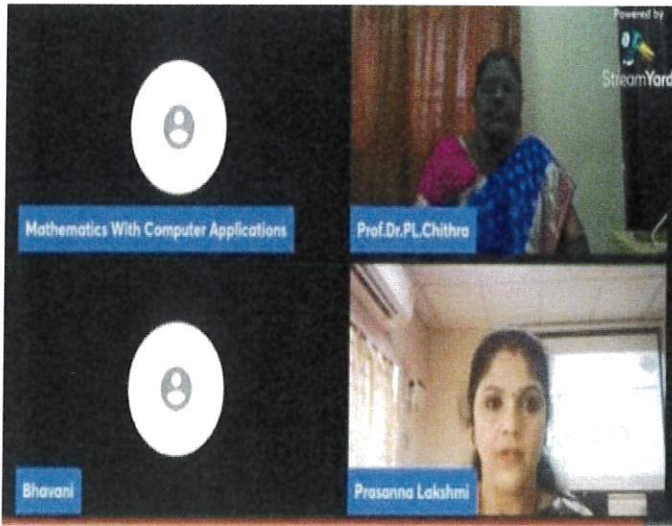 Powered by
StreamYard
Mathematics With Computer Applications
Prof.Dr.PL.Chithra
Bhavani
Prasanna Lakshmi